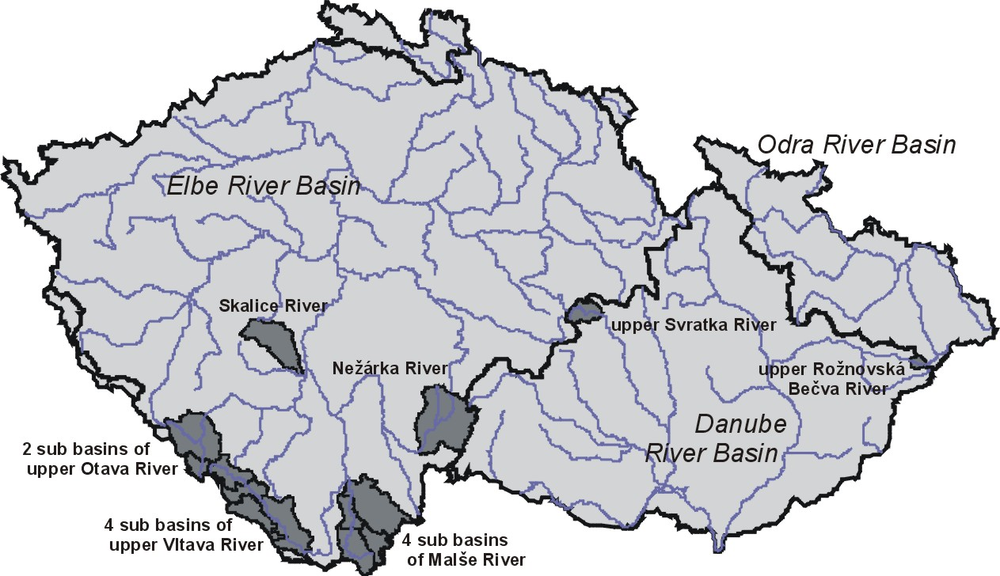 Odra River Basin
Elbe River Basin
Skalice River
upper Svratka River
Nežárka River
upper Rožnovská
Bečva River
Danube
River Basin
2 sub basins of
upper Otava River
4 sub basins of
upper Vltava River
4 sub basins
of Malše River